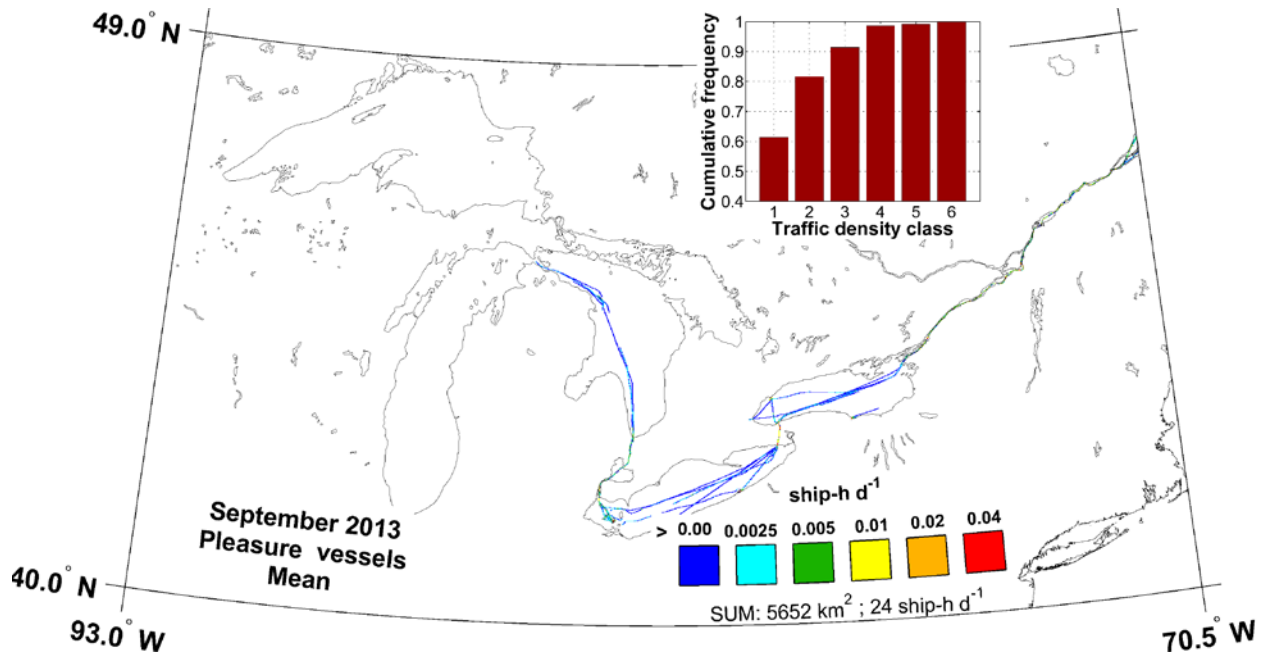 49.0° N
1
0.9
0.8
0.7
0.6
0.5
0.4
Cumulative frequency
1 2 3 4 5 6
Traffic density class
ship-h d⁻¹
> 0.00 0.0025 0.005 0.01 0.02 0.04
September 2013
Pleasure vessels
Mean
SUM: 5652 km² ; 24 ship-h d⁻¹
40.0° N
93.0° W
70.5° W